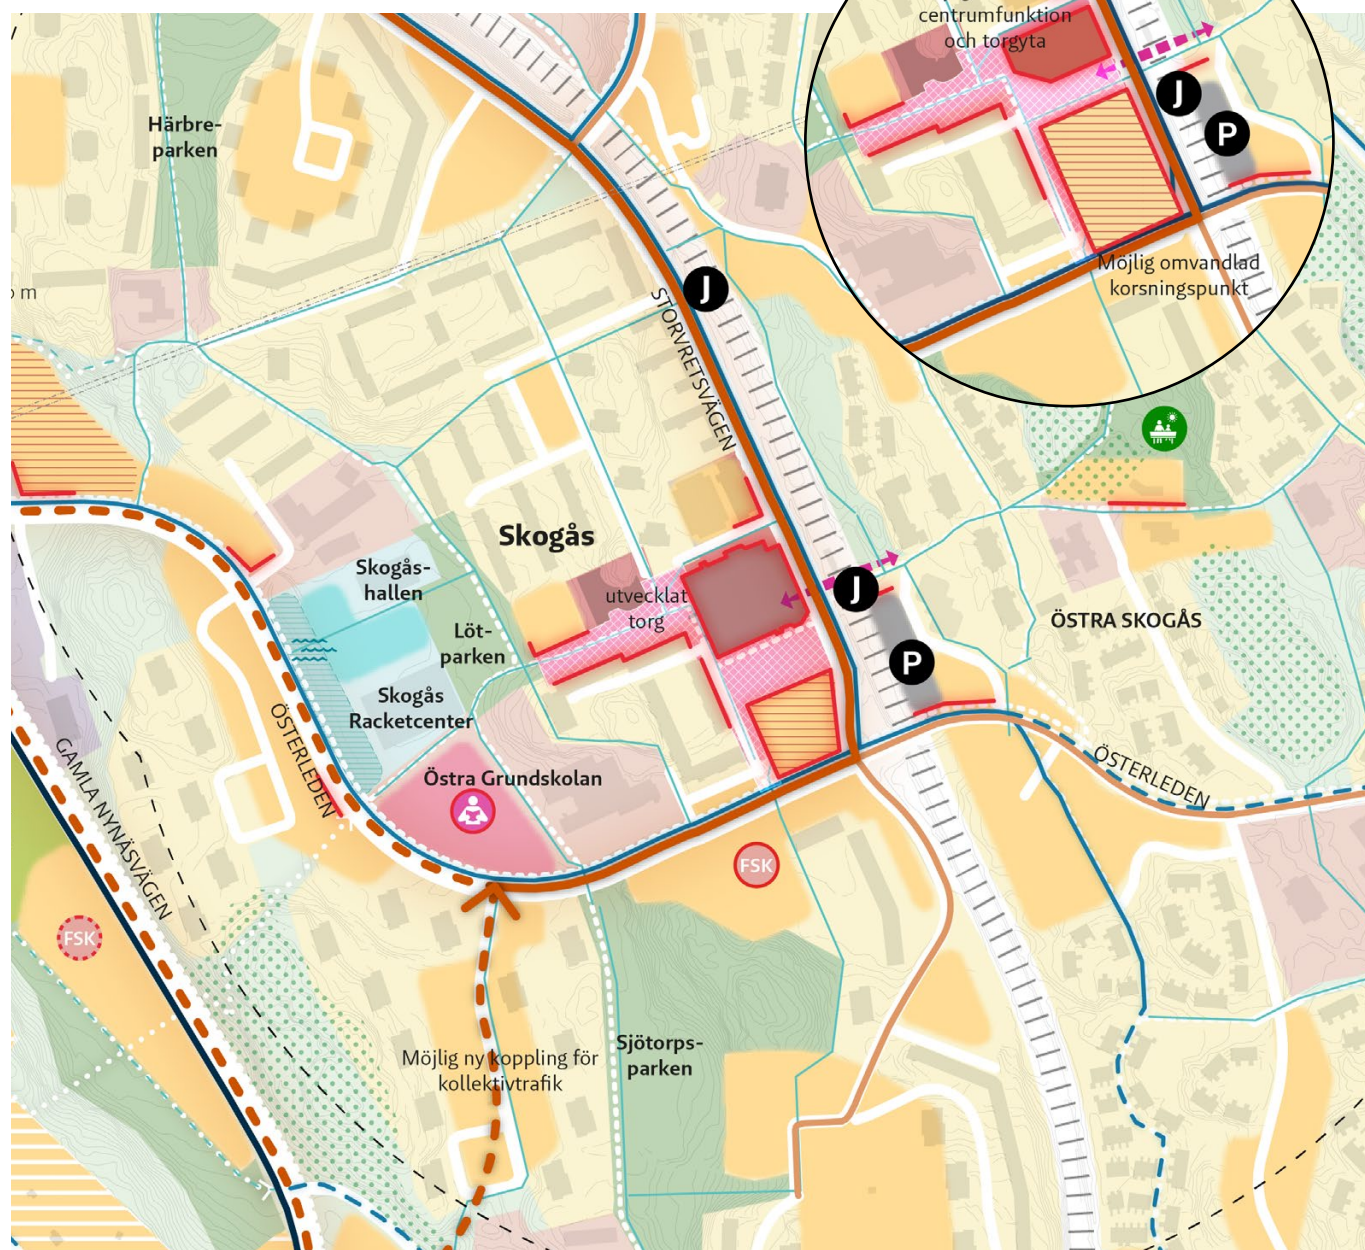 centrumfunktion
och torgyta
J
P
Möjlig omvandlad
korsningspunkt
Härbre-
parken
m
J
STORVRETSVÄGEN
Skogås
Skogås-
hallen
utvecklat
torg
J
Löt-
parken
P
ÖSTRA SKOGÅS
Skogås
Racketcenter
ÖSTERLEDEN
GAMLA NYNÄSVÄGEN
Östra Grundskolan
ÖSTERLEDEN
FSK
FSK
Möjlig ny koppling för
kollektivtrafik
Sjötorps-
parken